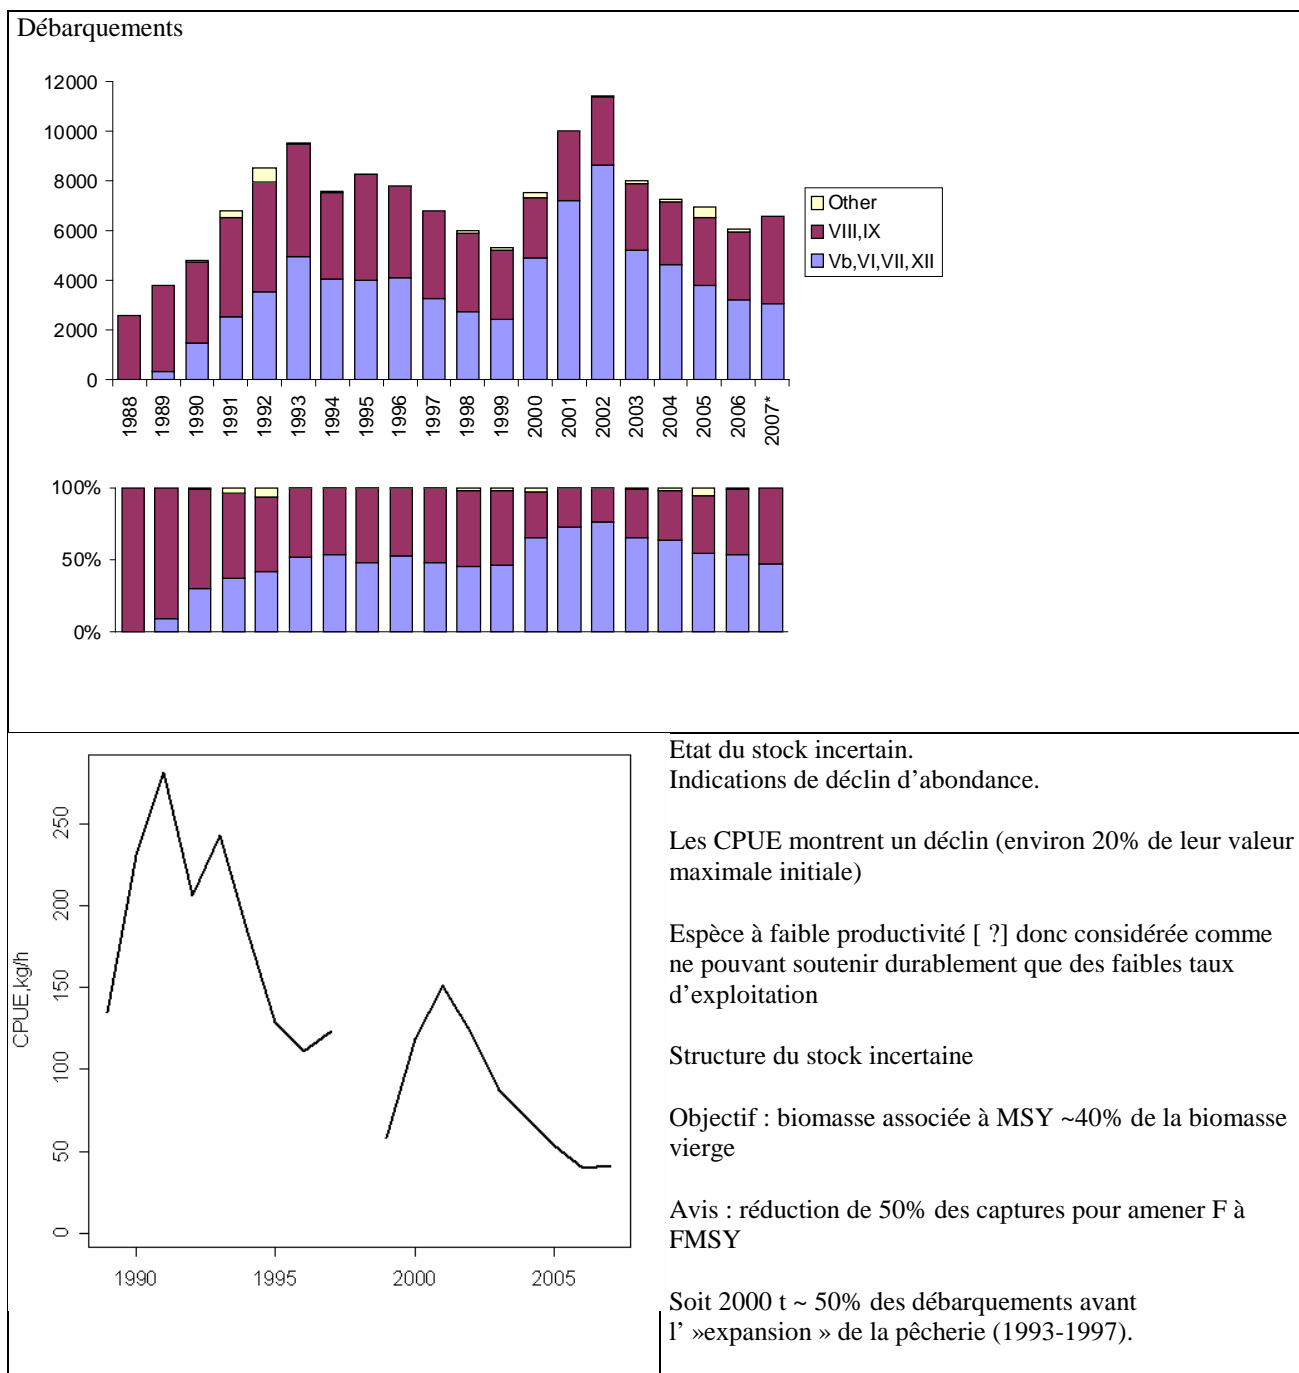 Débarquements
12000
10000
8000
6000
4000
2000
0
Other
VIII,IX
Vb,VI,VII,XII
1988
1989
1990
1991
1992
1993
1994
1995
1996
1997
1998
1999
2000
2001
2002
2003
2004
2005
2006
2007*
100%
50%
0%
CPUE,kg/h
250
200
150
100
50
0
1990
1995
2000
2005
Etat du stock incertain.
Indications de déclin d'abondance.
Les CPUE montrent un déclin (environ 20% de leur valeur
maximale initiale)
Espèce à faible productivité [ ?] donc considérée comme
ne pouvant soutenir durablement que des faibles taux
d'exploitation
Structure du stock incertaine
Objectif : biomasse associée à MSY ~40% de la biomasse
vierge
Avis : réduction de 50% des captures pour amener F à
FMSY
Soit 2000 t ~ 50% des débarquements avant
l' »expansion » de la pêcherie (1993-1997).